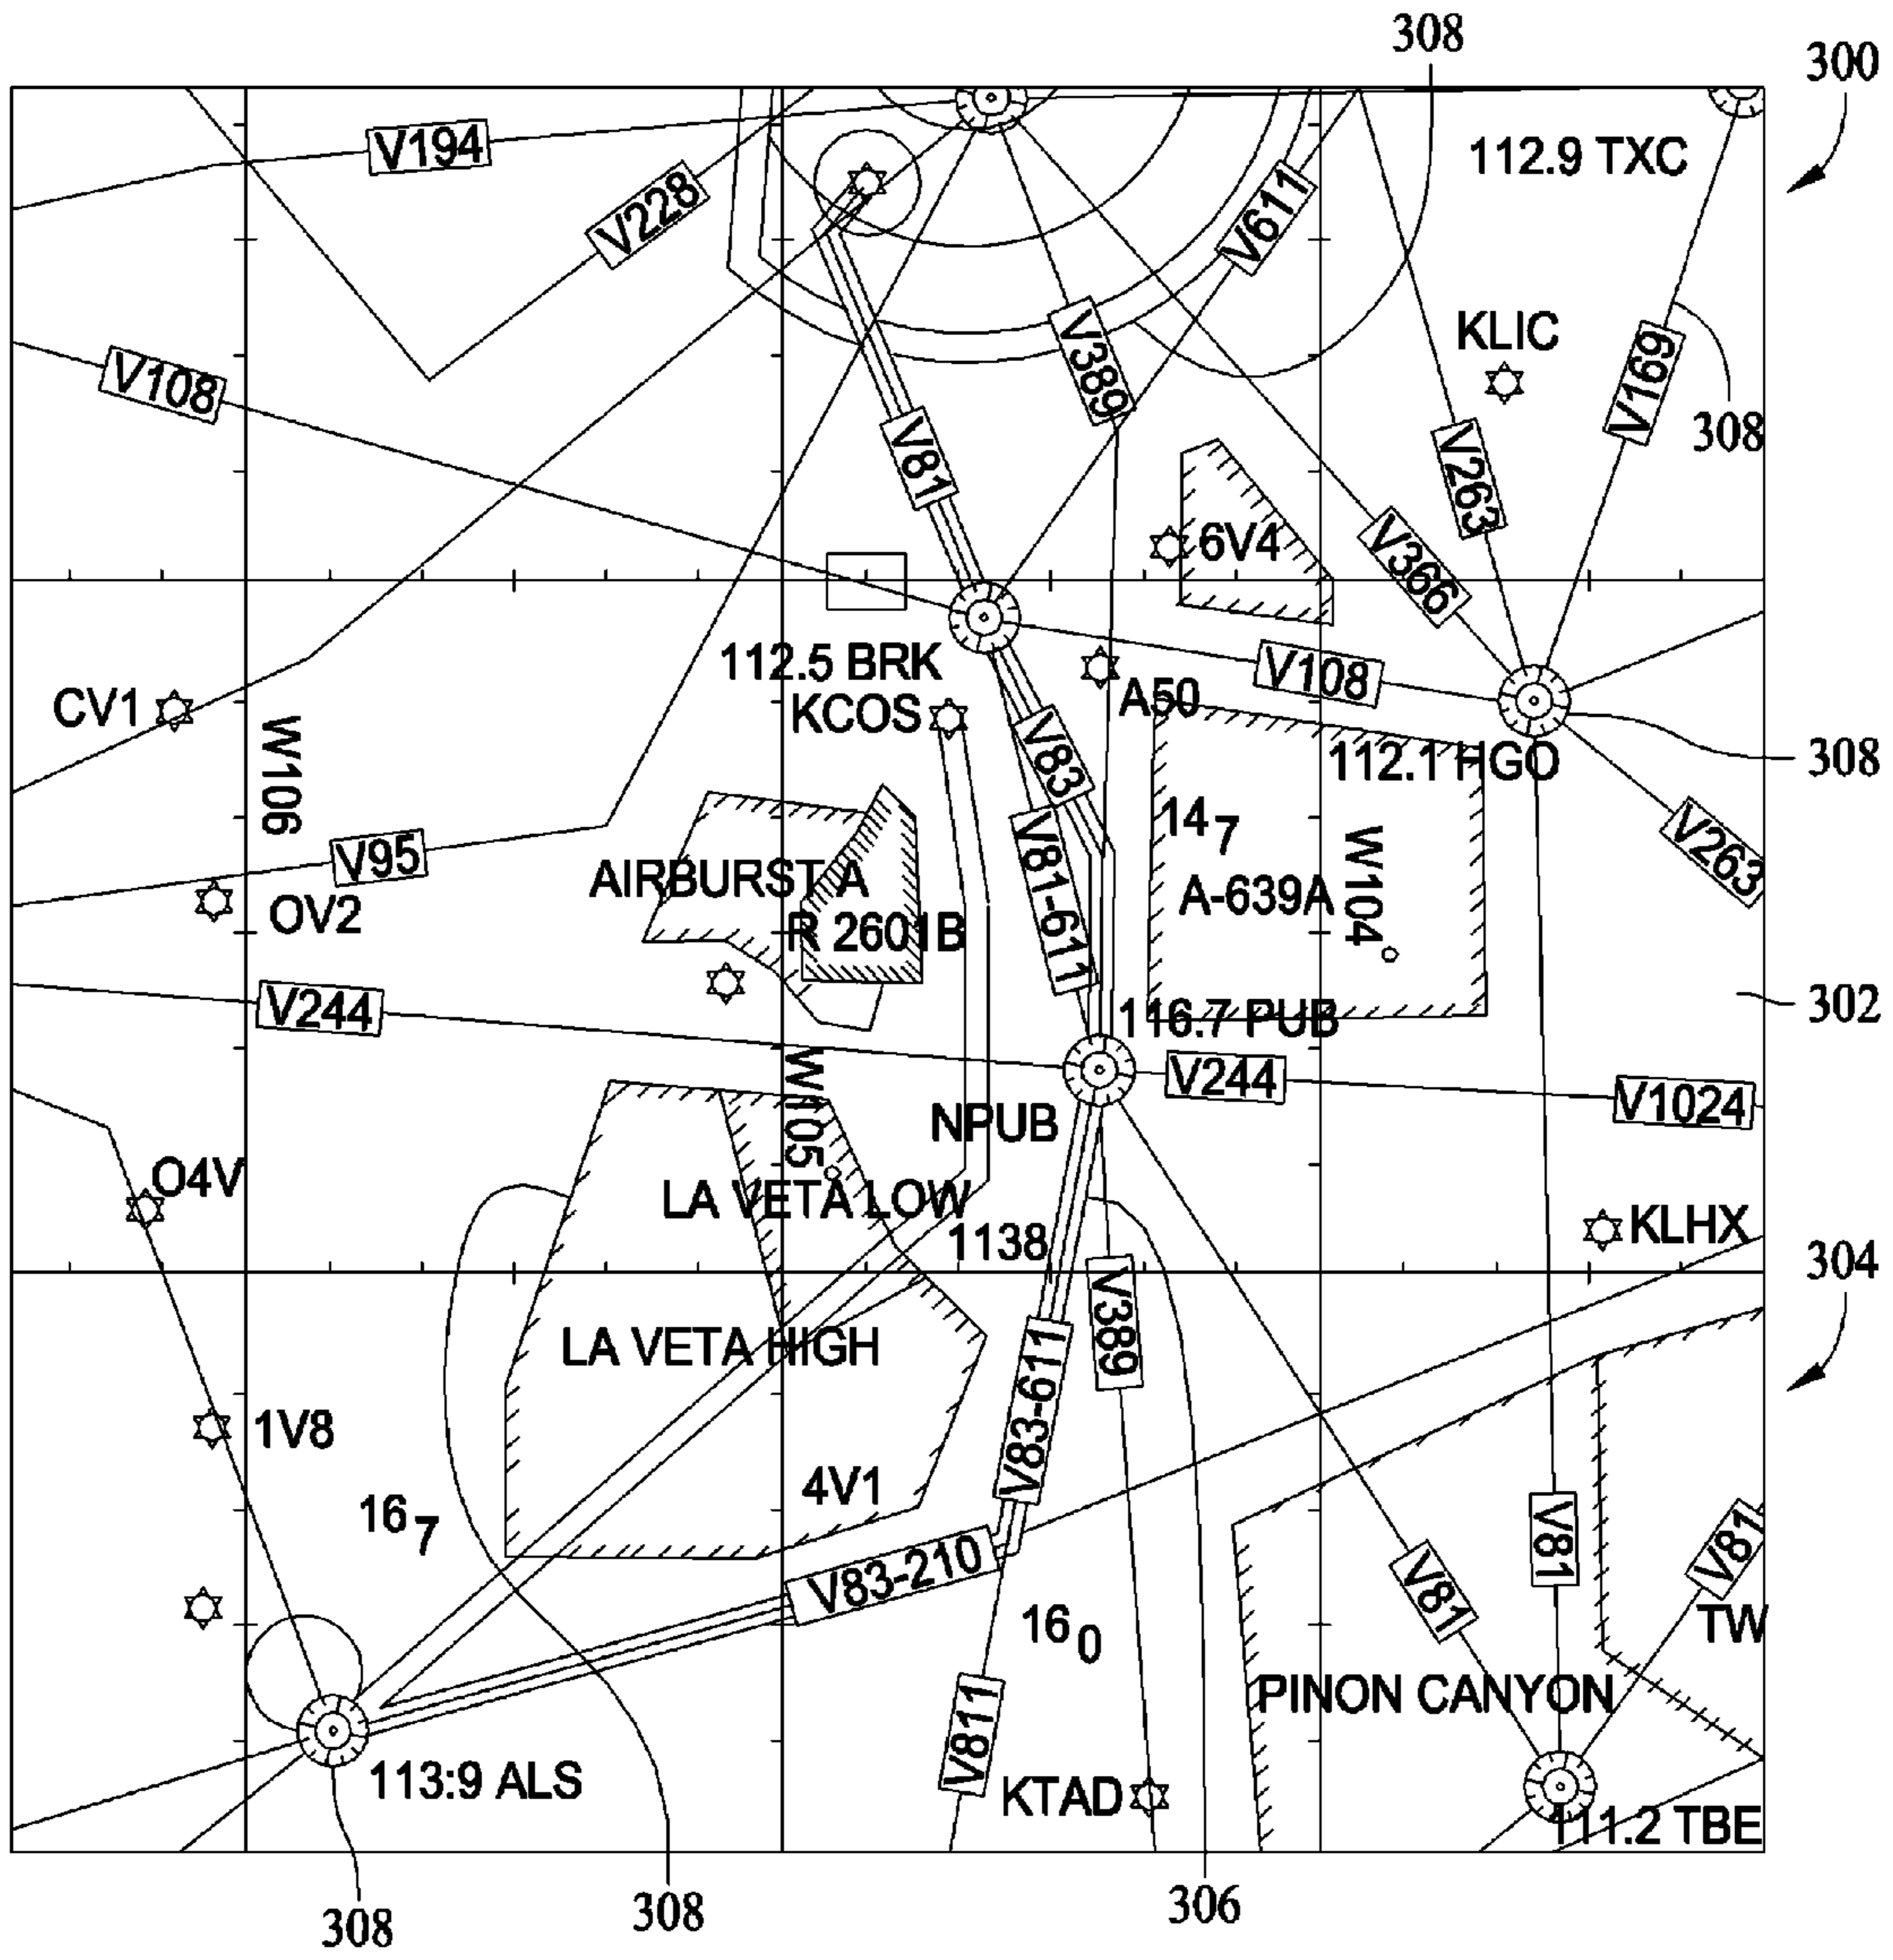 308
300
V194
112.9 TXC
V228
V611
KLIC
V108
V389
V169
308
V81
V263
6V4
V366
112.5 BRK
V108
CV1
KCOS
A50
W106
V83
112.1 HGO
308
14 7
V95
V81-611
W104
V263
AIRBURST A
A-639A
OV2
R 2601B
V244
116.7 PUB
302
W105
V244
V1024
NPUB
O4V
LA VETA LOW
1138
KLHX
304
V389
LA VETA HIGH
V83-611
1V8
4V1
16 7
V81
V81
V83-210
V81
16 0
TW
PINON CANYON
V811
113:9 ALS
KTAD
111.2 TBE
308
308
306